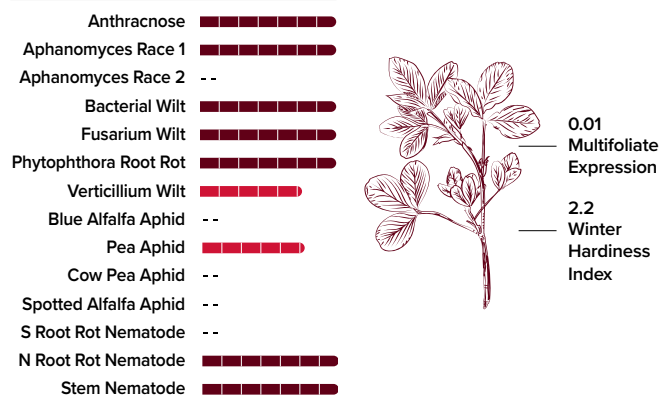 Anthracnose
Aphanomyces Race 1
Aphanomyces Race 2 --
Bacterial Wilt
Fusarium Wilt
Phytophthora Root Rot
Verticillium Wilt
Blue Alfalfa Aphid --
Pea Aphid
Cow Pea Aphid --
Spotted Alfalfa Aphid --
S Root Rot Nematode --
N Root Rot Nematode
Stem Nematode
0.01
Multifoliate
Expression
2.2
Winter
Hardiness
Index